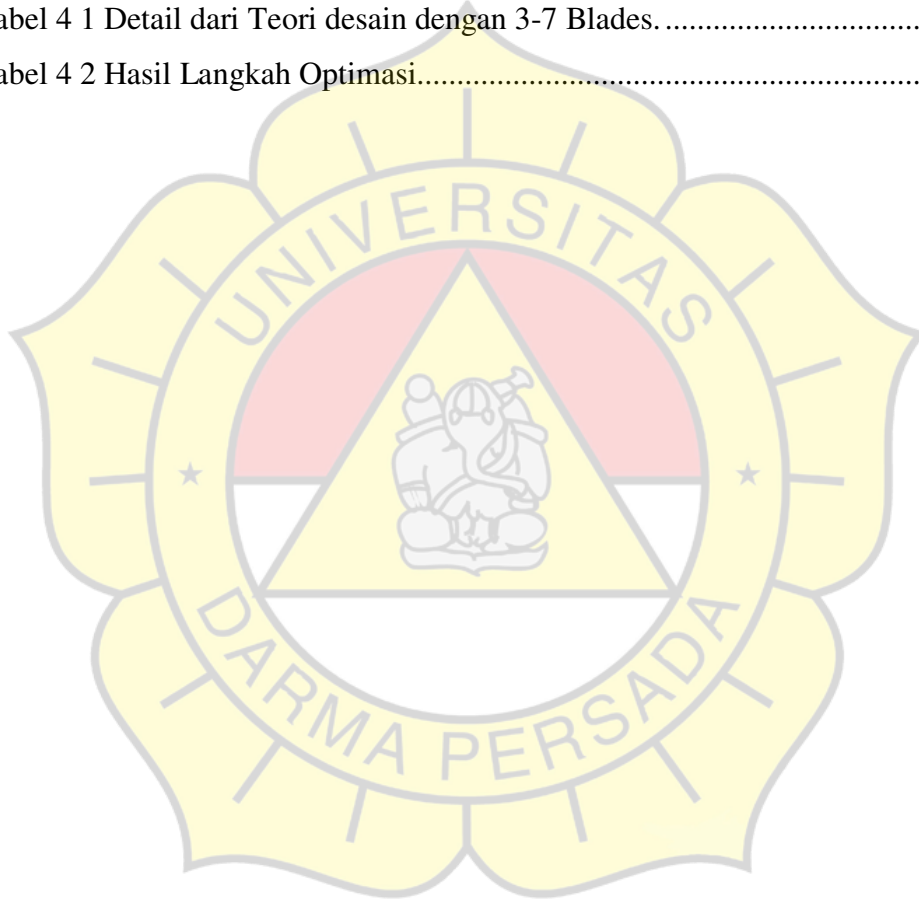 abel 4 1 Detail dari Teori desain dengan 3-7 Blades. ..................................
abel 4 2 Hasil Langkah Optimasi..................................................................
UNIVERSITAS
DARMA PERSADA